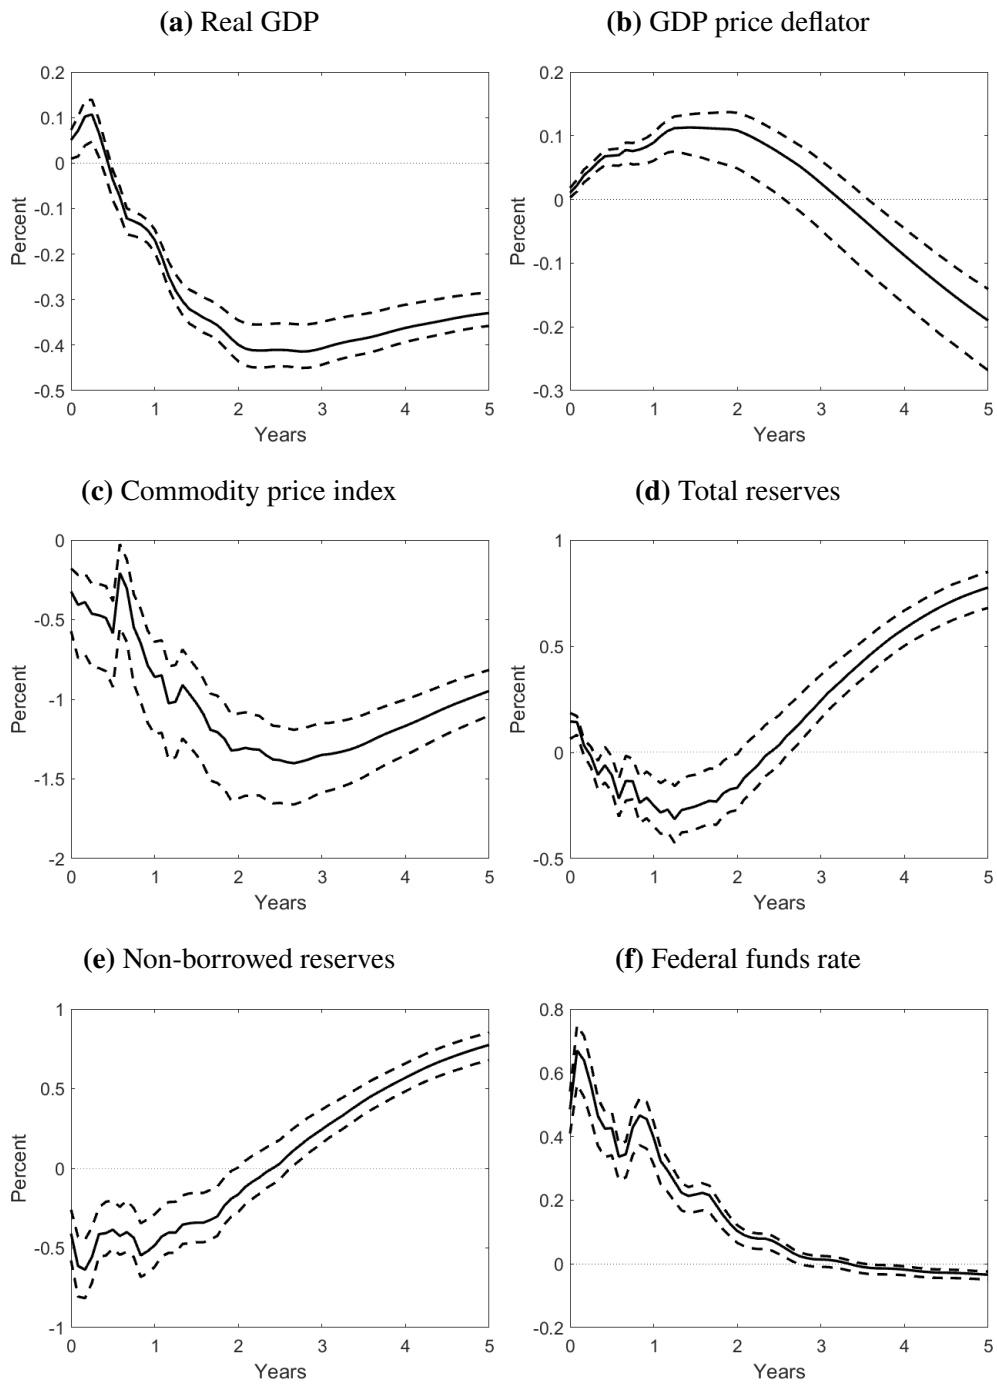 (a) Real GDP
0.2
0.1
0
-0.1
-0.2
-0.3
-0.4
-0.5
Percent
0 1 2 3 4 5
Years
(b) GDP price deflator
0.2
0.1
0
-0.1
-0.2
-0.3
Percent
0 1 2 3 4 5
Years
(c) Commodity price index
0
-0.5
-1
-1.5
-2
Percent
0 1 2 3 4 5
Years
(d) Total reserves
1
0.5
0
-0.5
Percent
0 1 2 3 4 5
Years
(e) Non-borrowed reserves
1
0.5
0
-0.5
-1
Percent
0 1 2 3 4 5
Years
(f) Federal funds rate
0.8
0.6
0.4
0.2
0
-0.2
Percent
0 1 2 3 4 5
Years